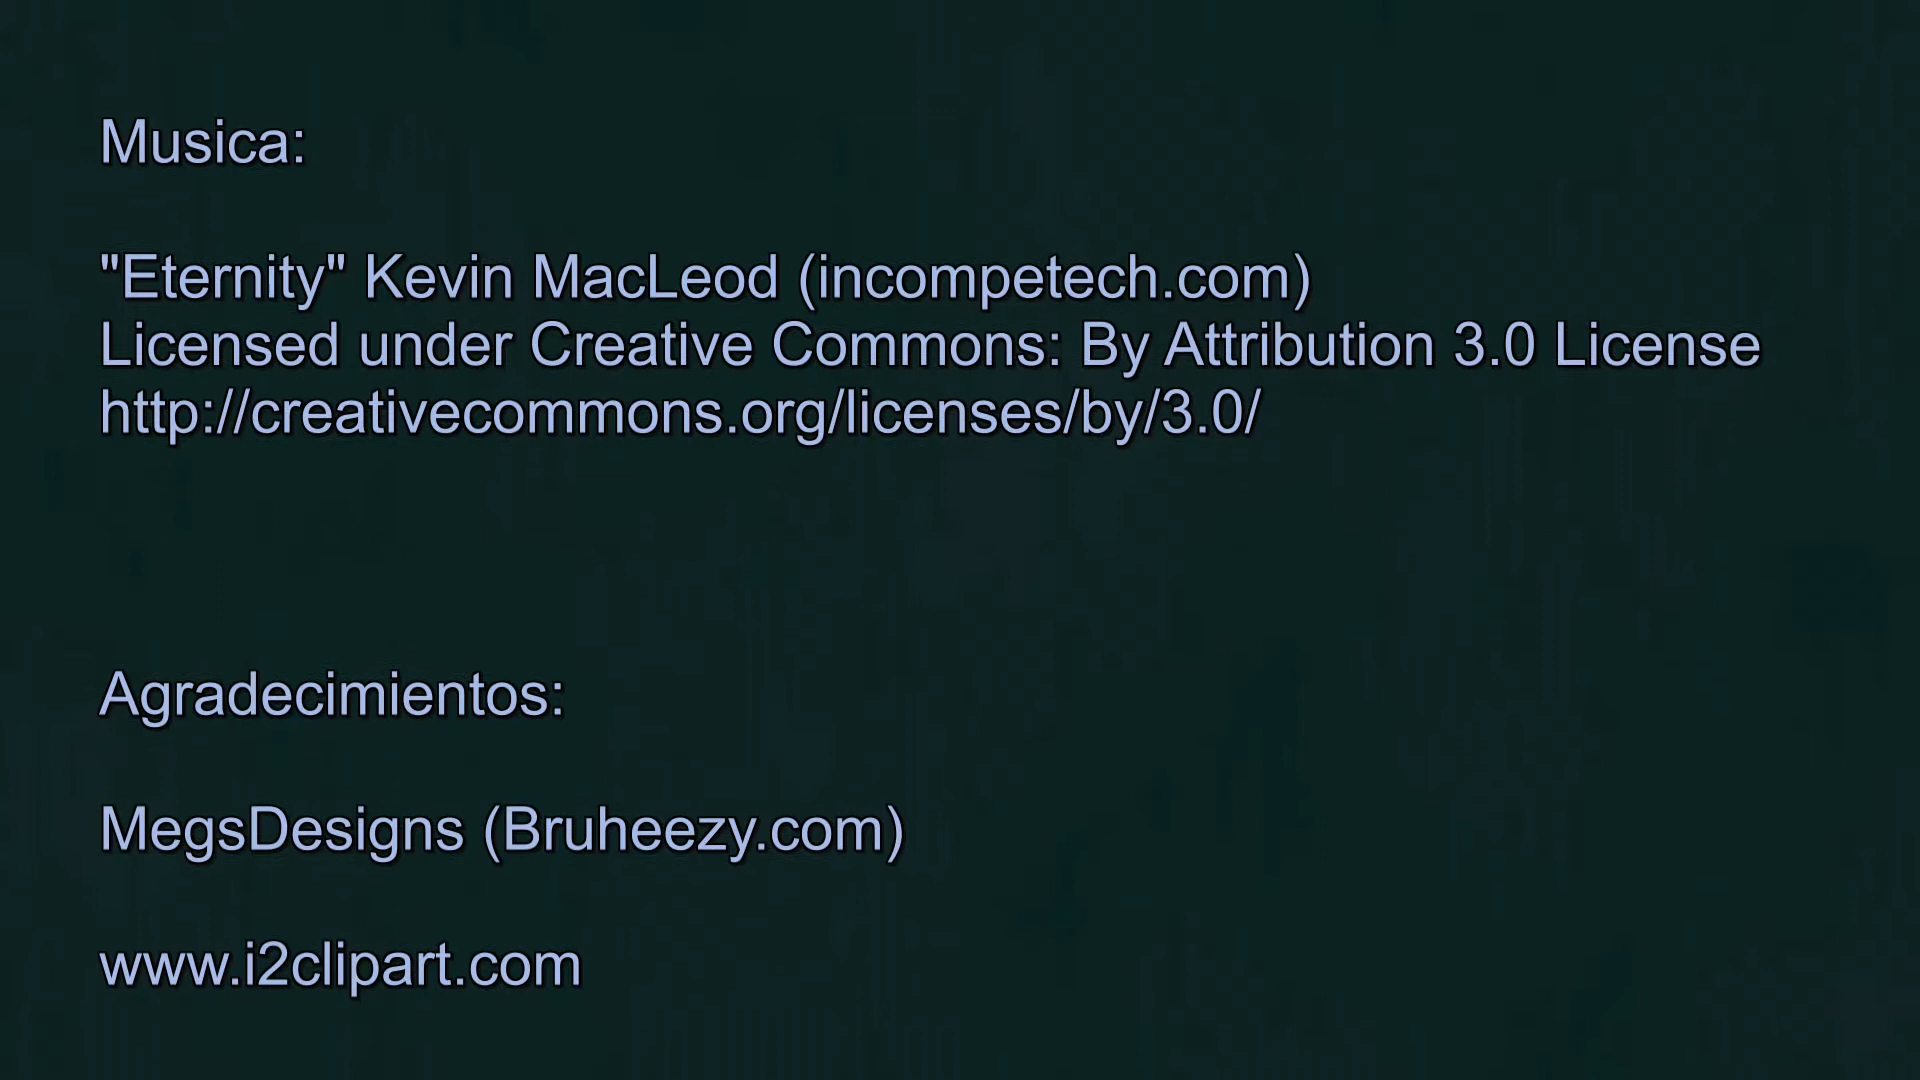 Musica:
"Eternity" Kevin MacLeod (incompetech.com)
Licensed under Creative Commons: By Attribution 3.0 License
http://creativecommons.org/licenses/by/3.0/
Agradecimientos:
MegsDesigns (Bruheezy.com)
www.i2clipart.com